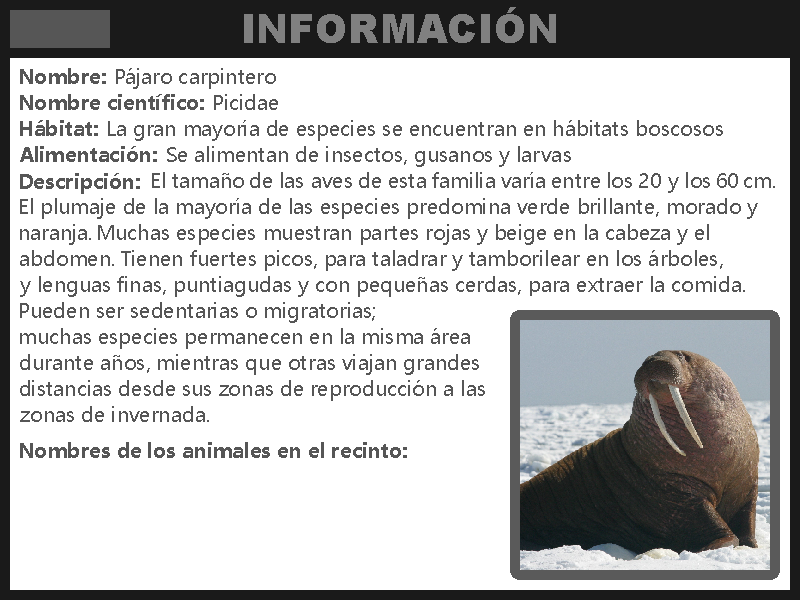 INFORMACIÓN
Nombre: Pájaro carpintero
Nombre científico: Picidae
Hábitat: La gran mayoría de especies se encuentran en hábitats boscosos
Alimentación: Se alimentan de insectos, gusanos y larvas
Descripción: El tamaño de las aves de esta familia varía entre los 20 y los 60 cm.
El plumaje de la mayoría de las especies predomina verde brillante, morado y
naranja. Muchas especies muestran partes rojas y beige en la cabeza y el
abdomen. Tienen fuertes picos, para taladrar y tamborilear en los árboles,
y lenguas finas, puntiagudas y con pequeñas cerdas, para extraer la comida.
Pueden ser sedentarias o migratorias;
muchas especies permanecen en la misma área
durante años, mientras que otras viajan grandes
distancias desde sus zonas de reproducción a las
zonas de invernada.
Nombres de los animales en el recinto: